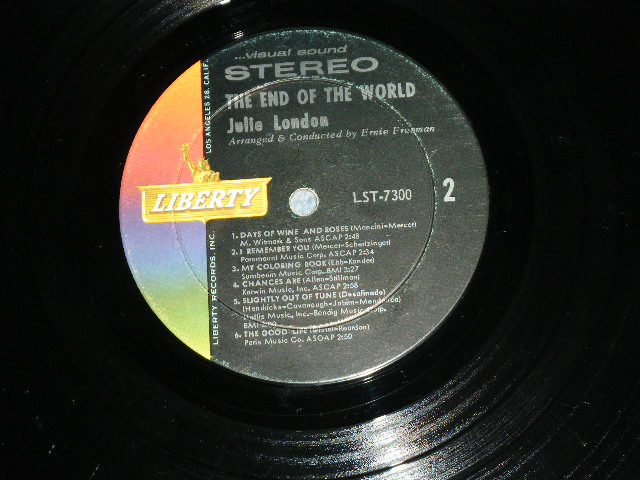 ...visual sound
STEREO
THE END OF THE WORLD
Julie London
Arranged & Conducted by Ernie Freeman
LIBERTY
LST-7300
2
1. DAYS OF WINE AND ROSES (Mancini-Mercer)
M. Witmark & Sons ASCAP 2:48
2. I REMEMBER YOU (Mercer-Schertzinger)
Paramount Music Corp. ASCAP 2:34
3. MY COLORING BOOK (Ebb-Kander)
Sunbeam Music Corp. BMI 3:27
4. CHANCES ARE (Allen-Stillman)
Korwin Music, Inc. ASCAP 2:58
5. SLIGHTLY OUT OF TUNE (Desafinado)
(Hendricks-Cavanaugh-Jobim-Mendonca)
Hollis Music, Inc.-Bendig Music Corp.
BMI
6. THE GOOD LIFE
Paris Music Co. ASCAP 2:50
LOS ANGELES 28, CALIF.
LIBERTY RECORDS, INC.